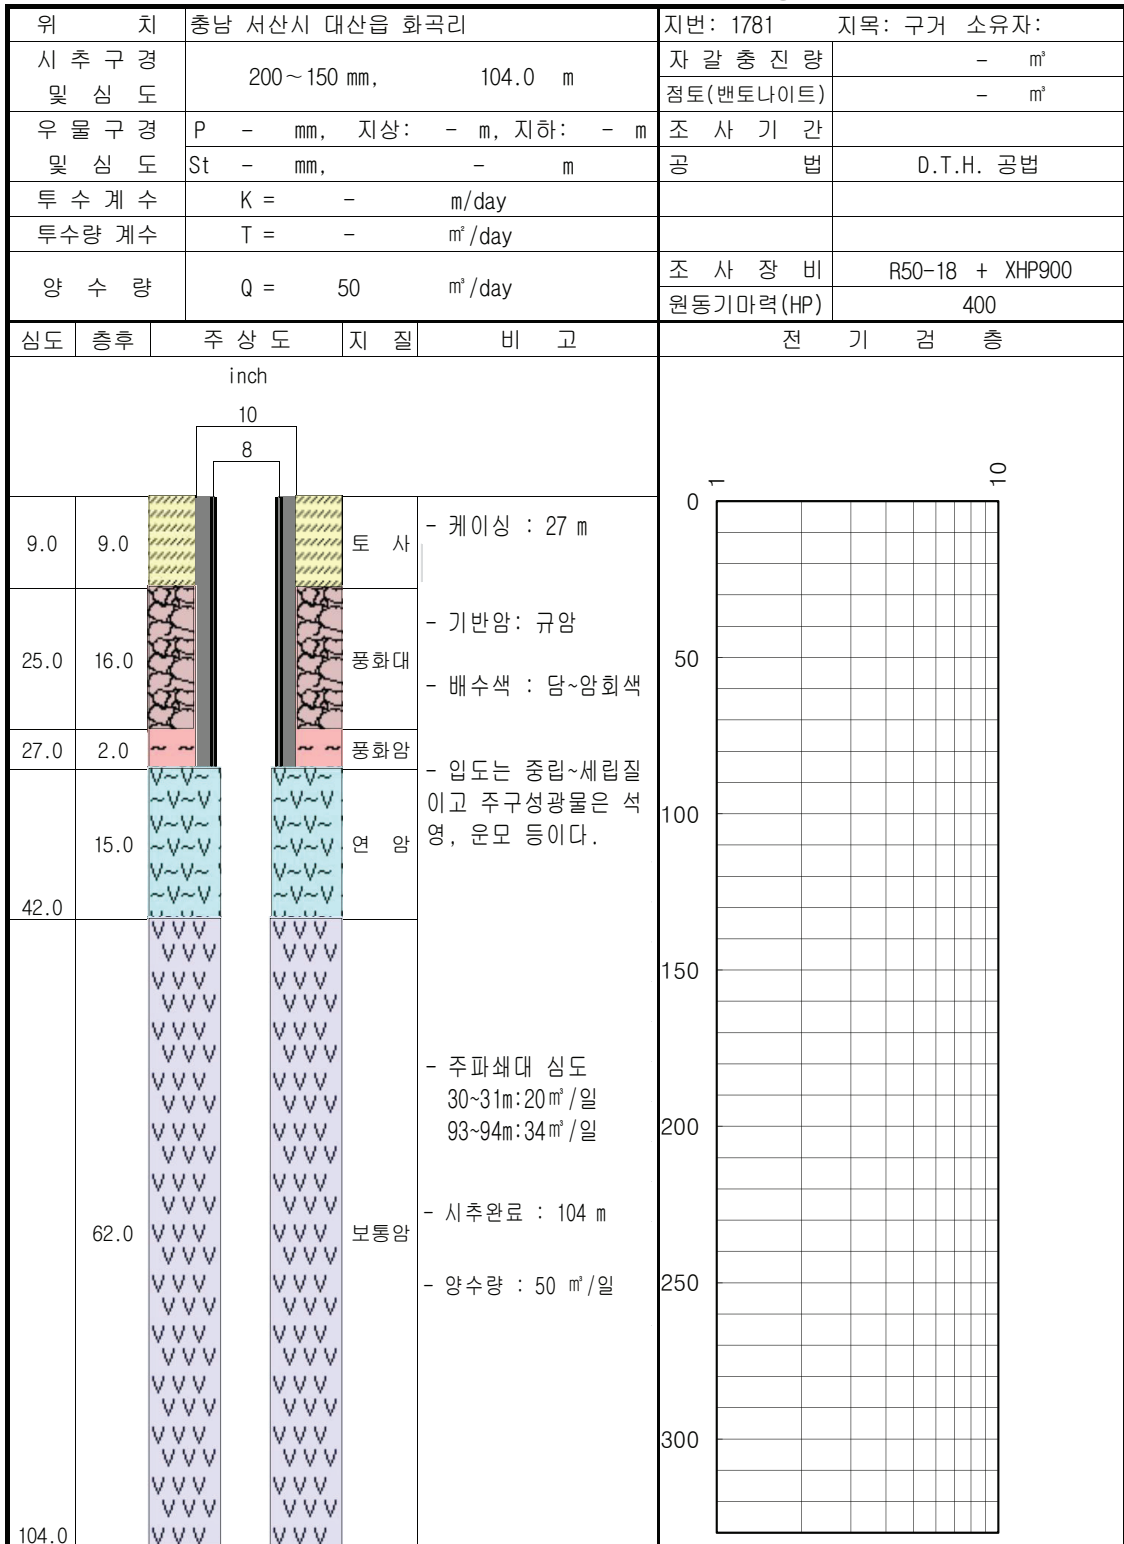 위 치 충남 서산시 대산읍 화곡리 지번: 1781 지목: 구거 소유자:
시 추 구 경 및 심 도 200~150 mm, 104.0 m 자 갈 충 진 량 - ㎥
점토(밴토나이트) - ㎥
우 물 구 경 및 심 도 P - mm, 지상: - m, 지하: - m 조 사 기 간
St - mm, - m 공 법 D.T.H. 공법
투 수 계 수 K = - m/day
투수량 계수 T = - ㎡/day
양 수 량 Q = 50 ㎥/day 조 사 장 비 R50-18 + XHP900
원동기마력(HP) 400
심도 층후 주 상 도 지 질 비 고 전 기 검 층
inch
10
8
9.0 9.0 토 사 - 케이싱 : 27 m
25.0 16.0 풍화대 - 기반암: 규암
- 배수색 : 담~암회색
27.0 2.0 풍화암
- 입도는 중립~세립질
이고 주구성광물은 석
영, 운모 등이다.
15.0 연 암
42.0
- 주파쇄대 심도
30~31m:20㎥/일
93~94m:34㎥/일
- 시추완료 : 104 m
62.0 보통암
- 양수량 : 50 ㎥/일
104.0
1 10
0
50
100
150
200
250
300